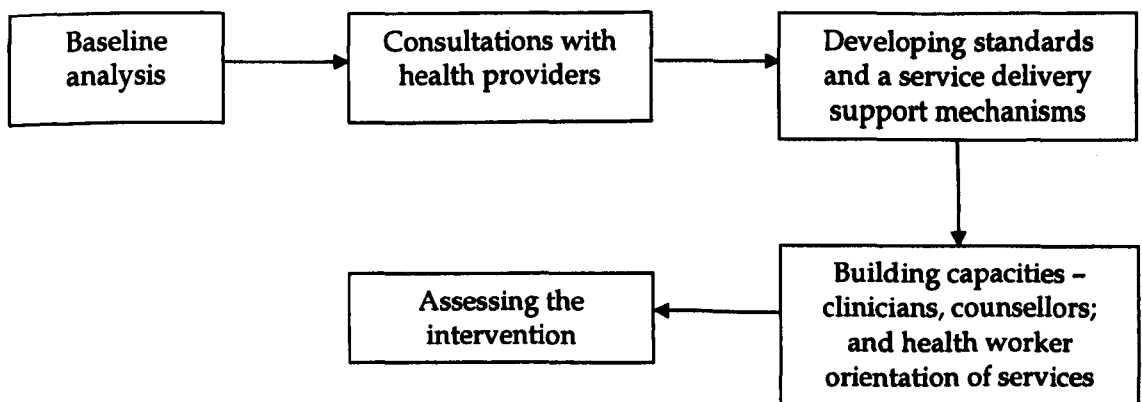 Baseline
analysis
Consultations with
health providers
Developing standards
and a service delivery
support mechanisms
Building capacities –
clinicians, counsellors;
and health worker
orientation of services
Assessing the
intervention